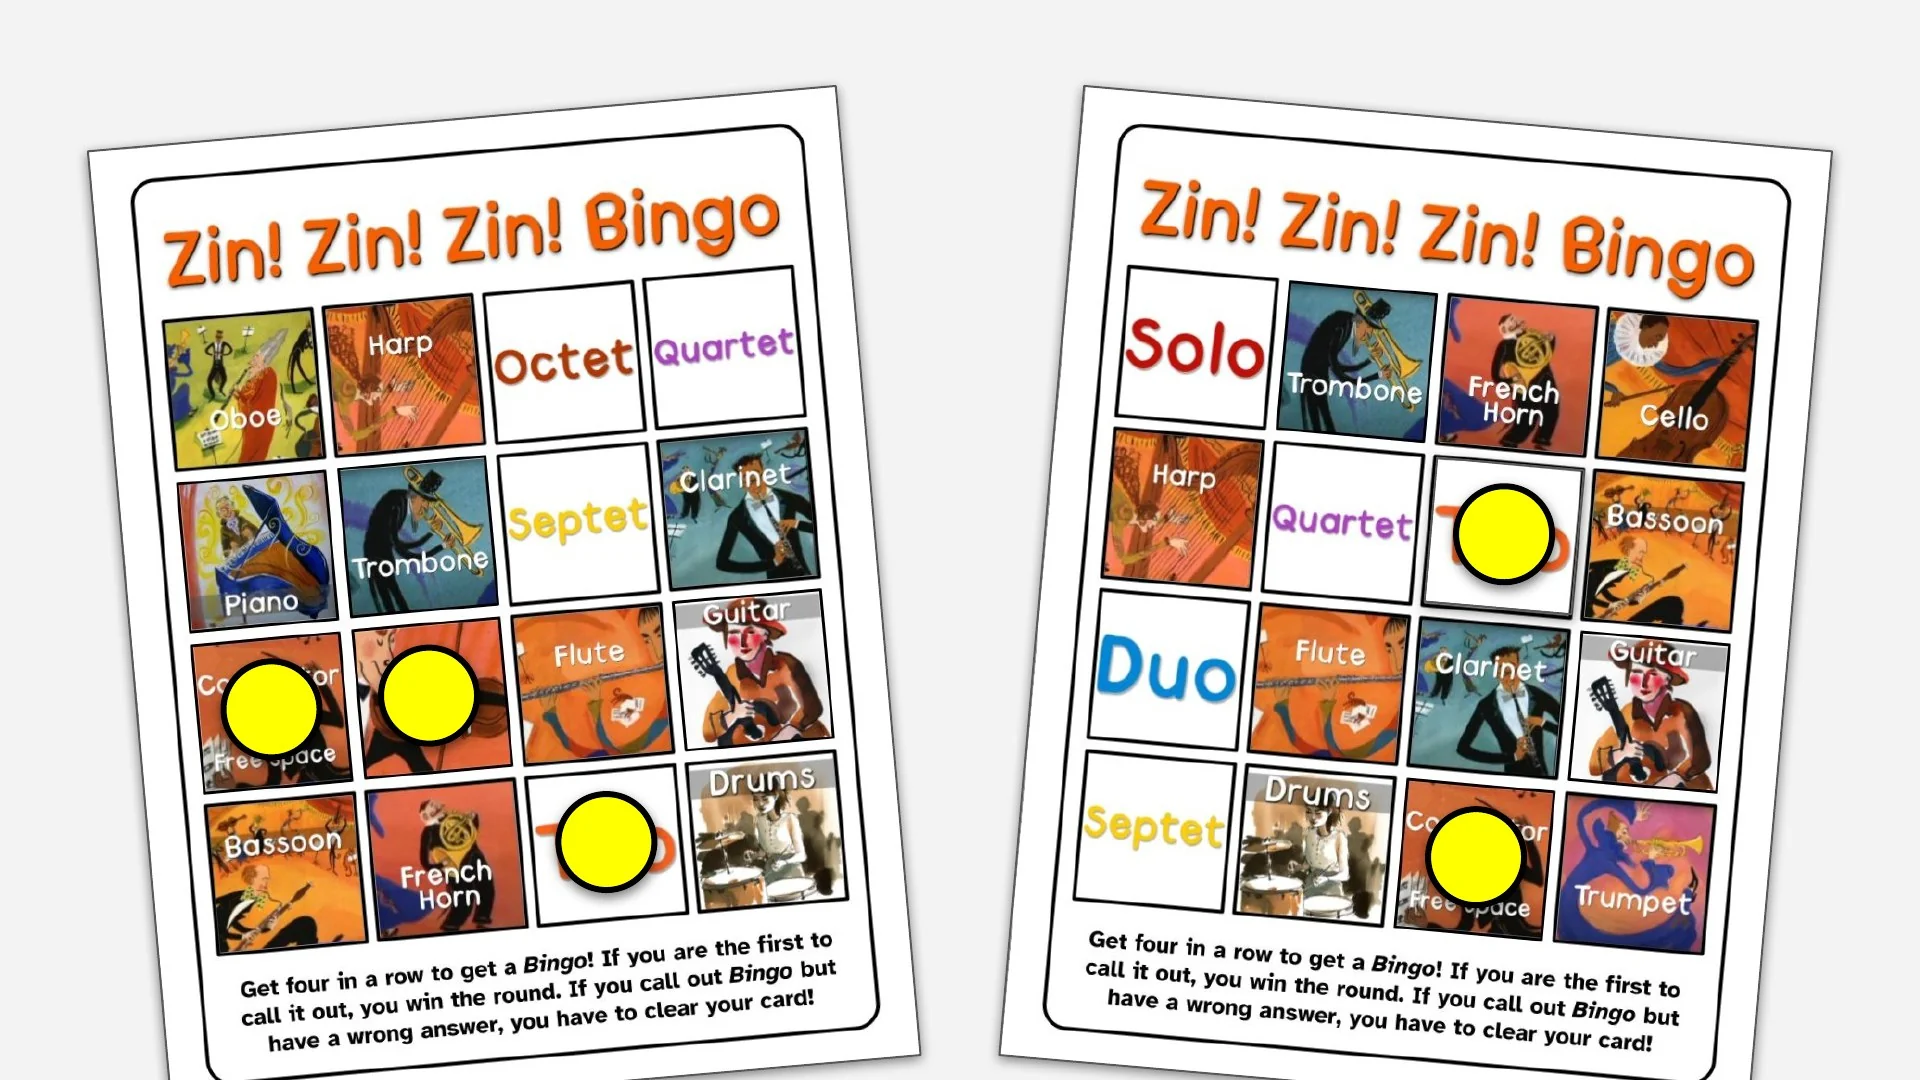 Zin! Zin! Zin! Bingo
Oboe
Harp
Octet
Quartet
Piano
Trombone
Septet
Clarinet
Free
Flute
Guitar
Bassoon
French
Horn
Drums
Get four in a row to get a Bingo! If you are the first to
call it out, you win the round. If you call out Bingo but
have a wrong answer, you have to clear your card!
Zin! Zin! Zin! Bingo
Solo
Trombone
French
Horn
Cello
Harp
Quartet
Bassoon
Duo
Flute
Clarinet
Guitar
Septet
Drums
Free
Trumpet
Get four in a row to get a Bingo! If you are the first to
call it out, you win the round. If you call out Bingo but
have a wrong answer, you have to clear your card!